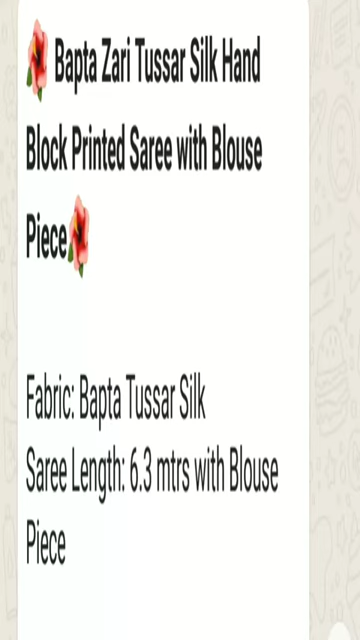 🌺 Bapta Zari Tussar Silk Hand
Block Printed Saree with Blouse
Piece🌺
Fabric: Bapta Tussar Silk
Saree Length: 6.3 mtrs with Blouse
Piece